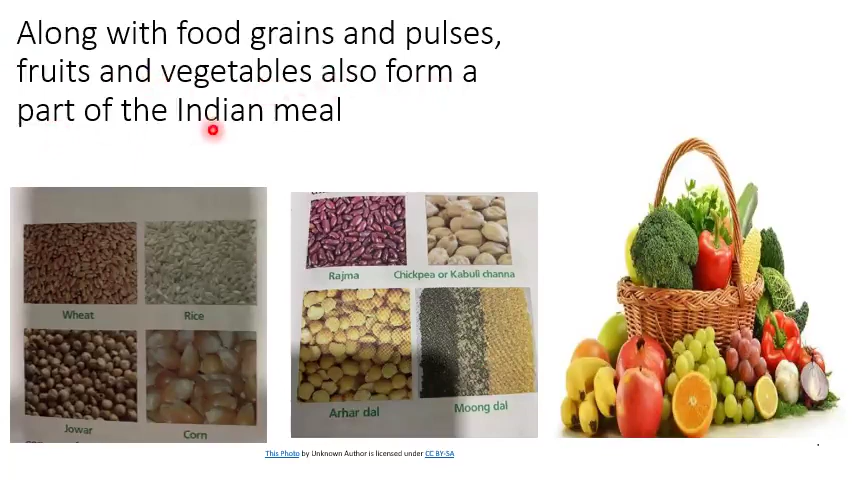 Along with food grains and pulses,
fruits and vegetables also form a
part of the Indian meal
Wheat
Rice
Jowar
Corn
Rajma
Chickpea or Kabuli channa
Arhar dal
Moong dal
This Photo by Unknown Author is licensed under CC BY-SA